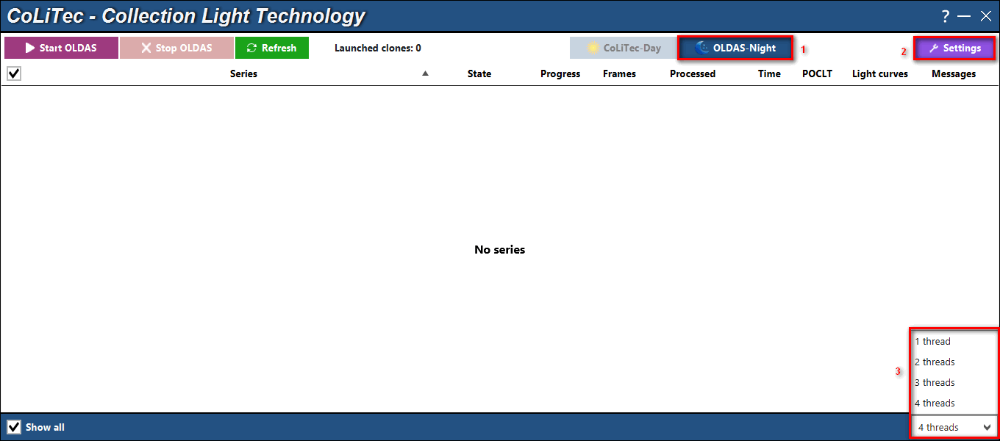 CoLiTec - Collection Light Technology ?
Start OLDAS Stop OLDAS Refresh Launched clones: 0 CoLiTec-Day OLDAS-Night 1 2 Settings
Series State Progress Frames Processed Time POCLT Light curves Messages
No series
1 thread
2 threads
3 3 threads
4 threads
Show all 4 threads